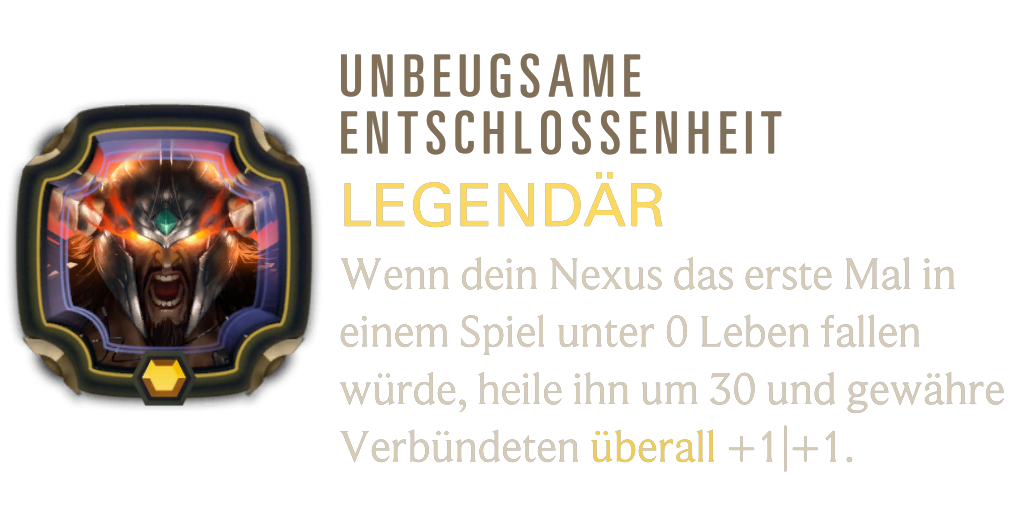 UNBEUGSAME
ENTSCHLOSSENHEIT
LEGENDÄR
Wenn dein Nexus das erste Mal in
einem Spiel unter 0 Leben fallen
würde, heile ihn um 30 und gewähre
Verbündeten überall +1|+1.